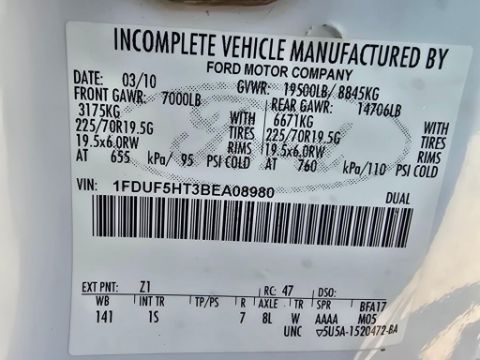 INCOMPLETE VEHICLE MANUFACTURED BY
FORD MOTOR COMPANY
DATE: 03/10 GVWR: 19500LB/ 8845KG
FRONT GAWR: 7000LB REAR GAWR: 14706LB
3175KG WITH 6671KG WITH
225/70R19.5G TIRES 225/70R19.5G TIRES
19.5x6.0RW RIMS 19.5x6.0RW RIMS
AT 655 kPa/ 95 PSI COLD AT 760 kPa/110 PSI COLD
VIN: 1FDUF5HT3BEA08980 DUAL
EXT PNT: Z1 RC: 47 DSO:
WB INT TR TP/PS R AXLE TR SPR BFA17
141 1S 7 8L W AAAA M05
UNC 5U5A-1520472-BA